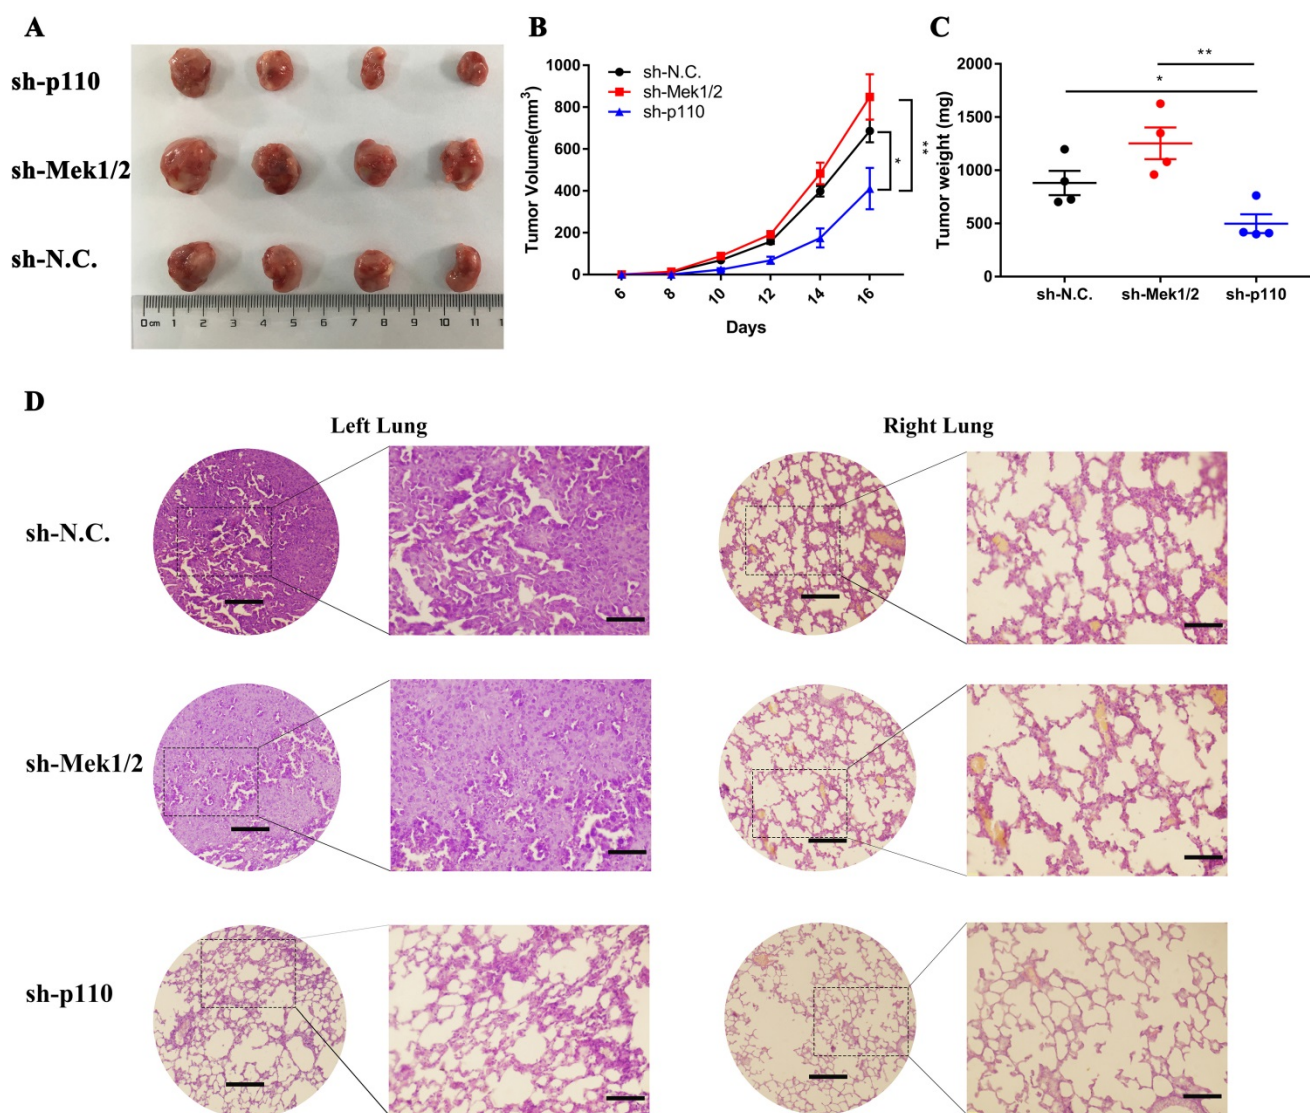 A
sh-p110
sh-Mek1/2
sh-N.C.
0 cm 1 2 3 4 5 6 7 8 9 10 11 1
B
Tumor Volume(mm3)
1000
800
600
400
200
0
sh-N.C.
sh-Mek1/2
sh-p110
*
**
6 8 10 12 14 16
Days
C
Tumor weight (mg)
2000
1500
1000
500
0
**
*
sh-N.C. sh-Mek1/2 sh-p110
D
Left Lung Right Lung
sh-N.C.
sh-Mek1/2
sh-p110